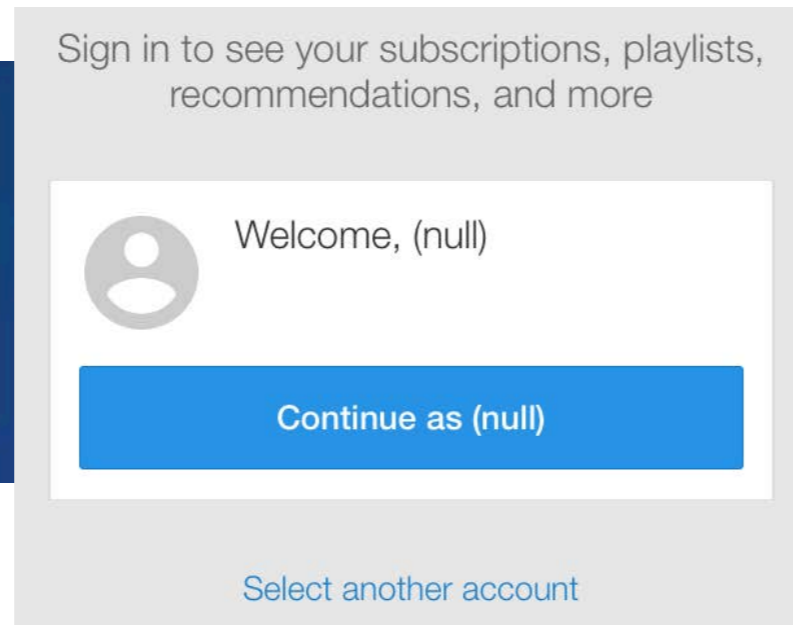 Sign in to see your subscriptions, playlists,
recommendations, and more
Welcome, (null)
Continue as (null)
Select another account